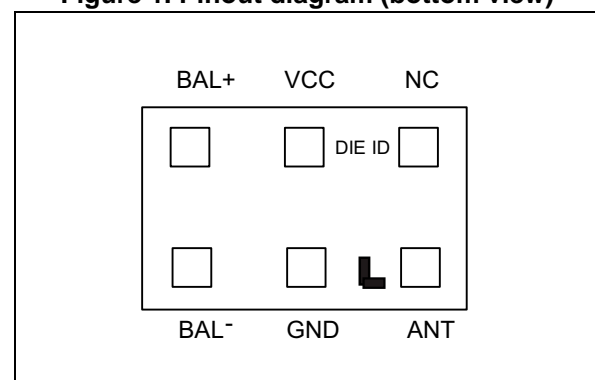 Figure 1. Pinout diagram (bottom view)
BAL+ VCC NC
DIE ID
BAL- GND ANT